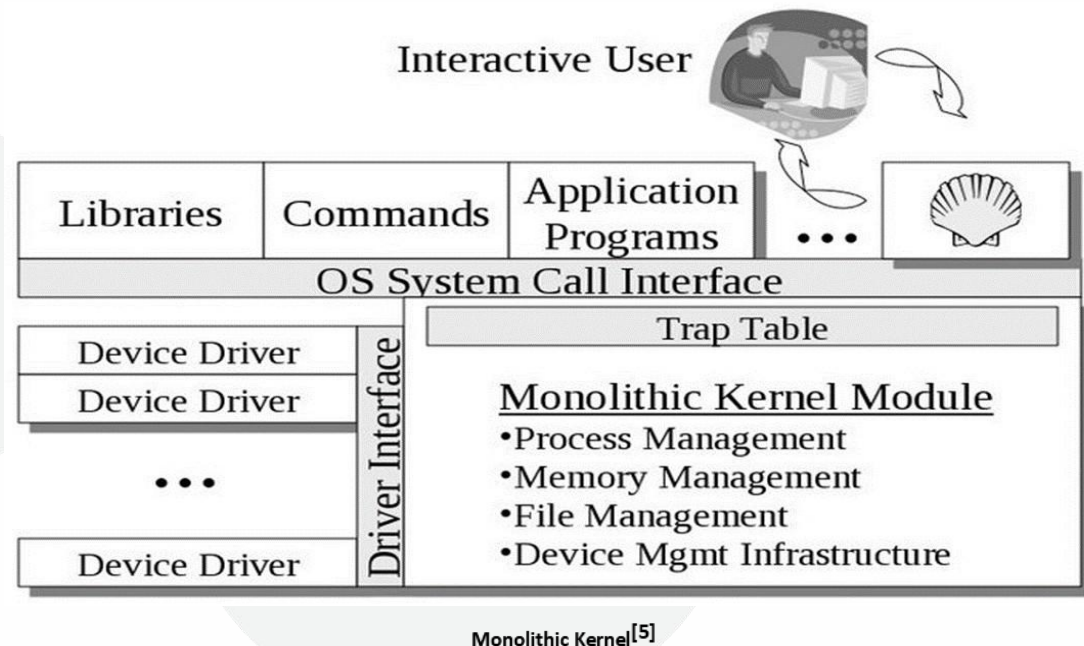 Interactive User
Libraries
Commands
Application
Programs
•••
OS System Call Interface
Device Driver
Device Driver
•••
Device Driver
Driver Interface
Trap Table
Monolithic Kernel Module
•Process Management
•Memory Management
•File Management
•Device Mgmt Infrastructure
Monolithic Kernel[5]